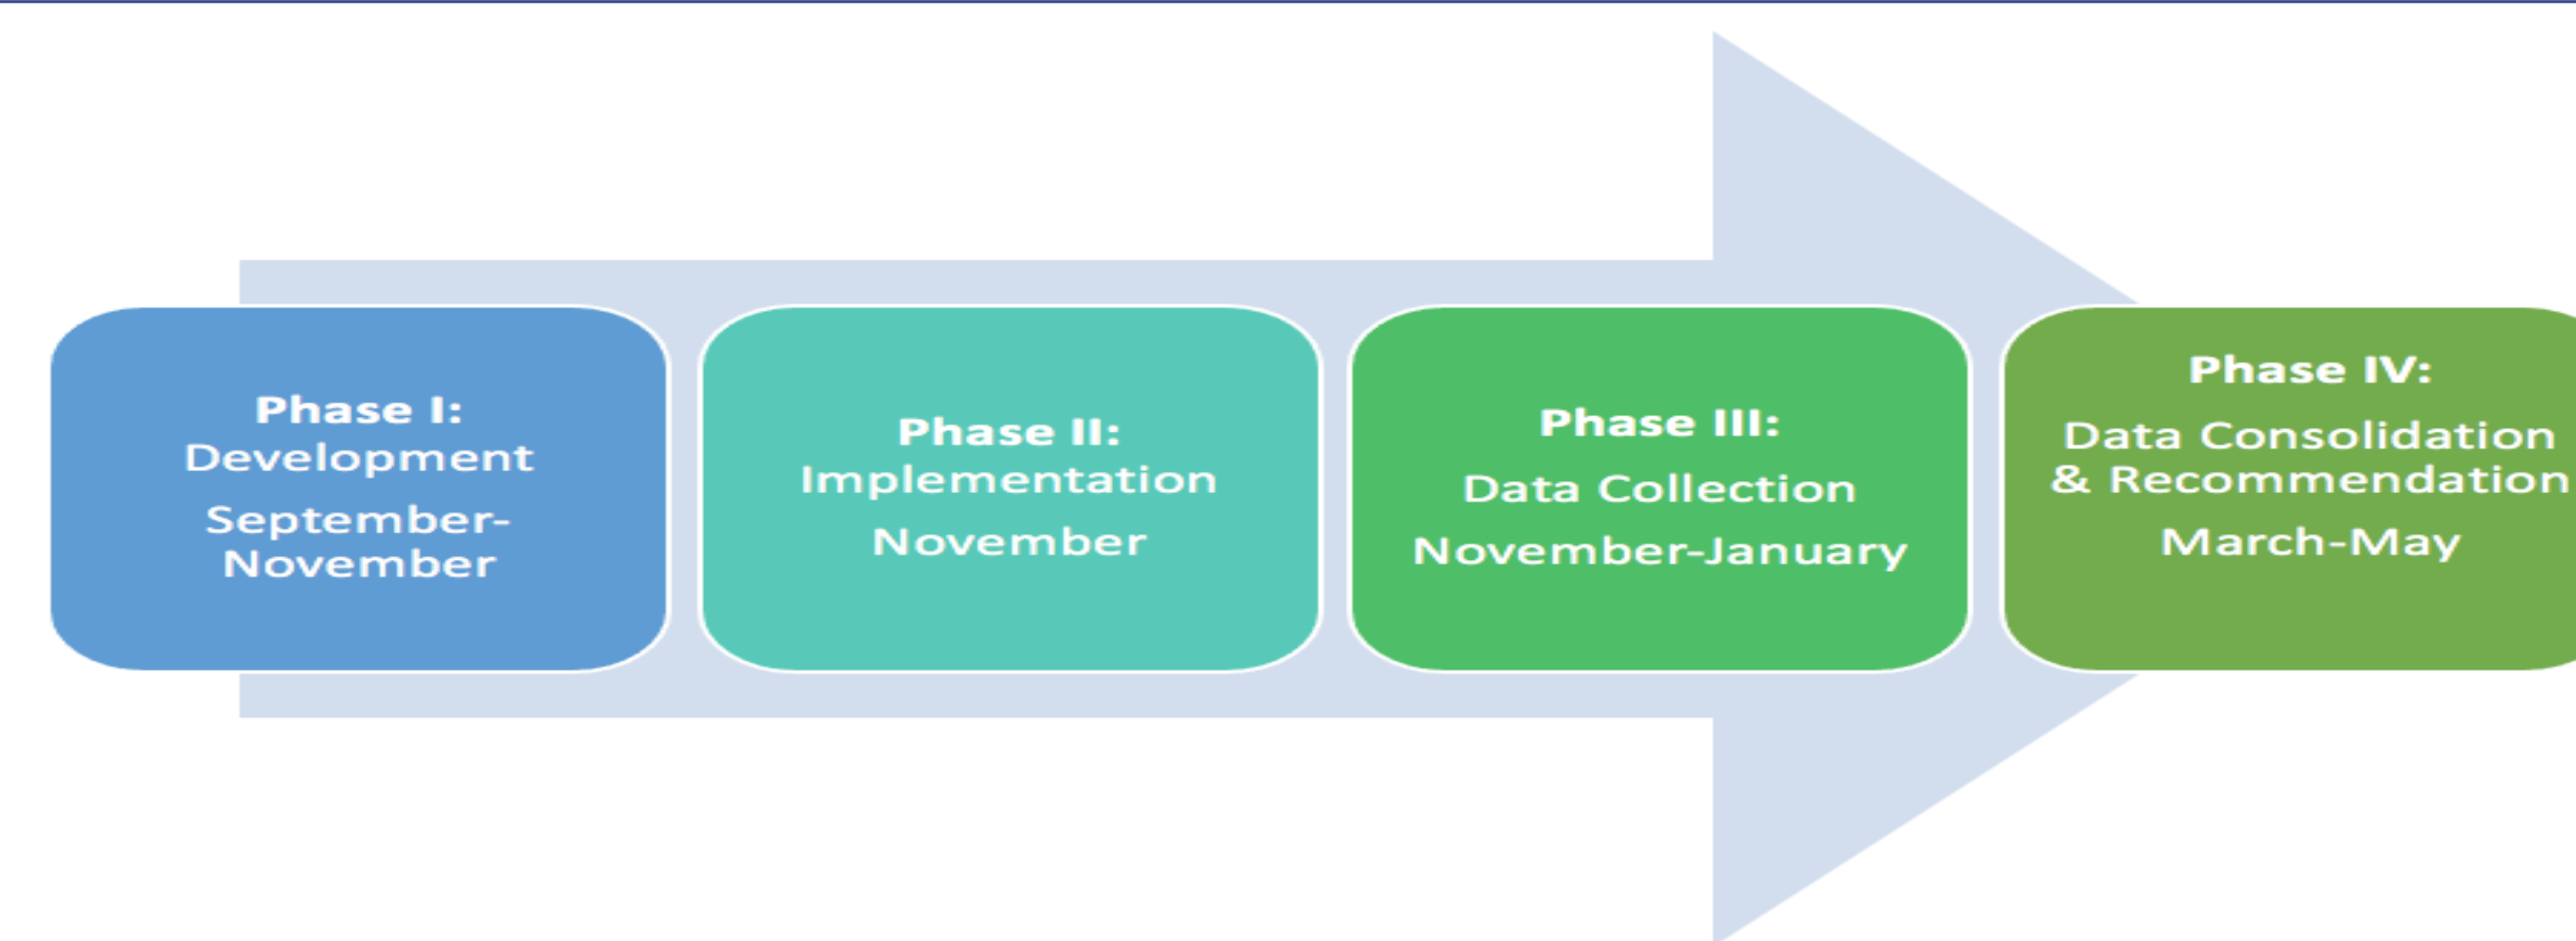 Phase I:
Development
September-
November
Phase II:
Implementation
November
Phase III:
Data Collection
November-January
Phase IV:
Data Consolidation
& Recommendation
March-May